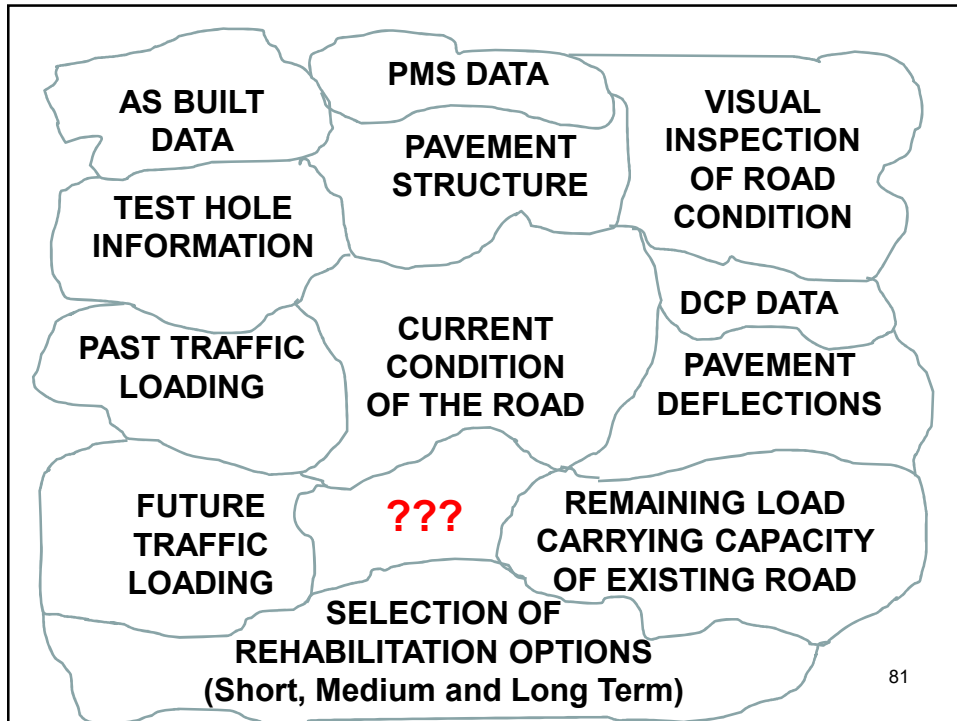 PMS DATA
AS BUILT
DATA
VISUAL
INSPECTION
OF ROAD
CONDITION
PAVEMENT
STRUCTURE
TEST HOLE
INFORMATION
DCP DATA
PAST TRAFFIC
LOADING
CURRENT
CONDITION
OF THE ROAD
PAVEMENT
DEFLECTIONS
FUTURE
TRAFFIC
LOADING
???
REMAINING LOAD
CARRYING CAPACITY
OF EXISTING ROAD
SELECTION OF
REHABILITATION OPTIONS
(Short, Medium and Long Term)
81